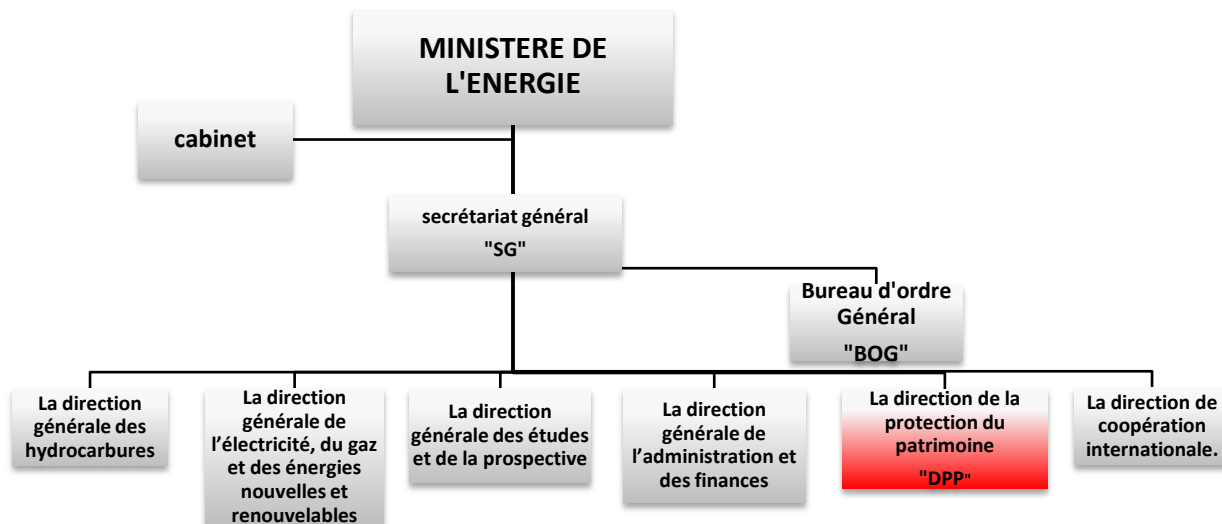 MINISTERE DE
L'ENERGIE
cabinet
secrétariat général
"SG"
Bureau d'ordre
Général
"BOG"
La direction
générale des
hydrocarbures
La direction
générale de
l’électricité, du gaz
et des énergies
nouvelles et
renouvelables
La direction
générale des études
et de la prospective
La direction
générale de
l’administration et
des finances
La direction de la
protection du
patrimoine
"DPP"
La direction de
coopération
internationale.